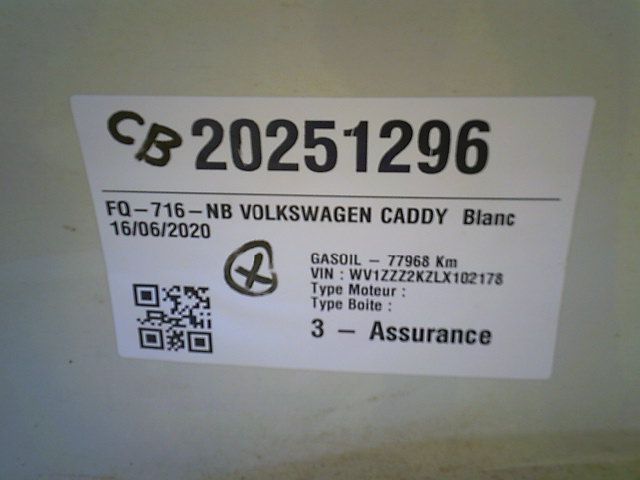 CB 20251296
FQ-716-NB VOLKSWAGEN CADDY Blanc
16/06/2020
GASOIL - 77968 Km
VIN : WV1ZZZ2KZLX102178
Type Moteur :
Type Boite :
3 - Assurance
X